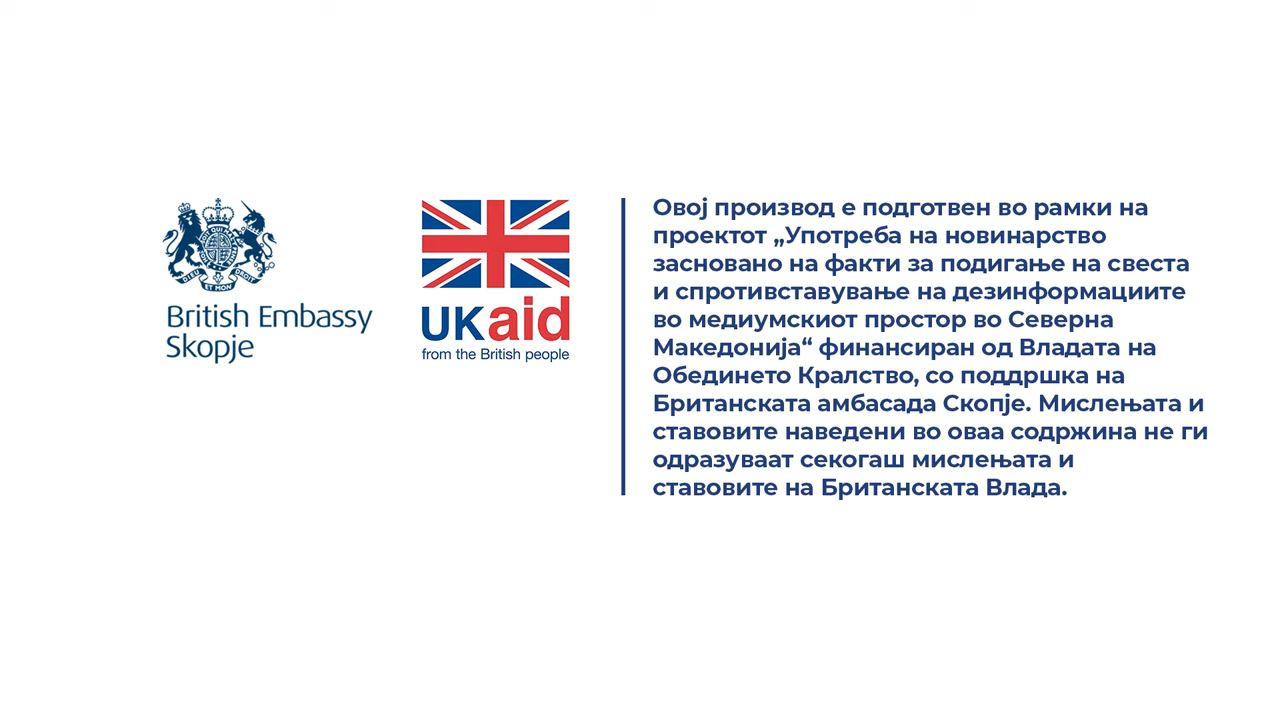 British Embassy
Skopje
UKaid
from the British people
Овој производ е подготвен во рамки на
проектот „Употреба на новинарство
засновано на факти за подигање на свеста
и спротивставување на дезинформациите
во медиумскиот простор во Северна
Македонија“ финансиран од Владата на
Обединето Кралство, со поддршка на
Британската амбасада Скопје. Мислењата и
ставовите наведени во оваа содржина не ги
одразуваат секогаш мислењата и
ставовите на Британската Влада.